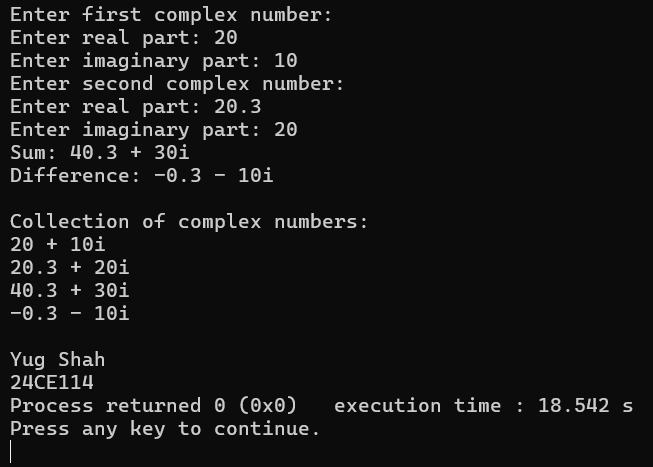 Enter first complex number:
Enter real part: 20
Enter imaginary part: 10
Enter second complex number:
Enter real part: 20.3
Enter imaginary part: 20
Sum: 40.3 + 30i
Difference: -0.3 - 10i
Collection of complex numbers:
20 + 10i
20.3 + 20i
40.3 + 30i
-0.3 - 10i
Yug Shah
24CE114
Process returned 0 (0x0)   execution time : 18.542 s
Press any key to continue.